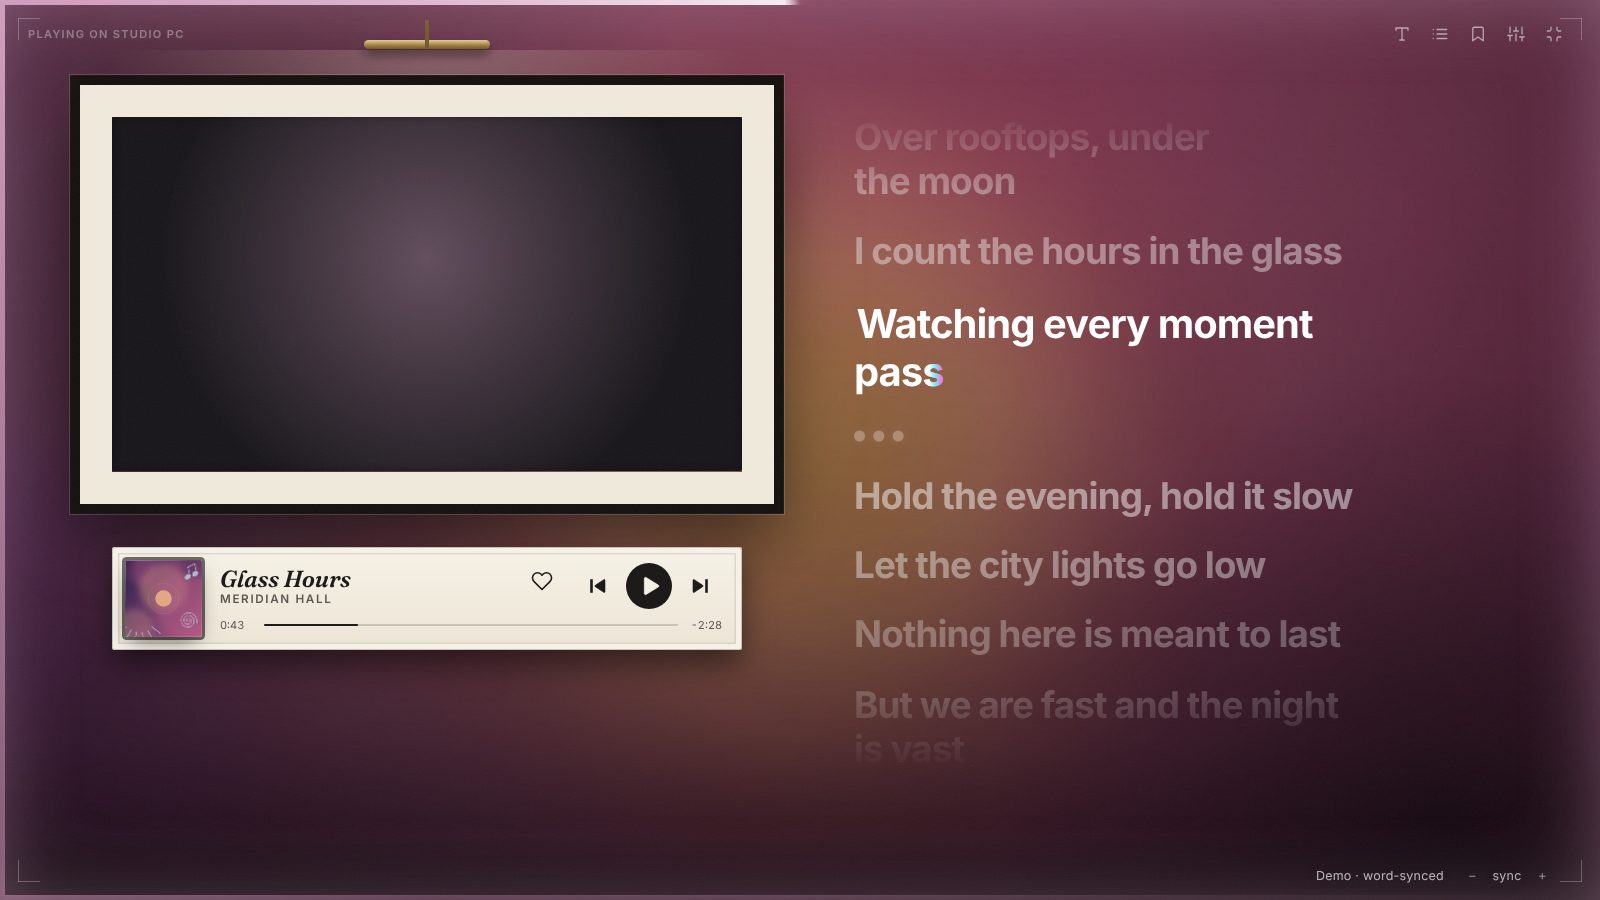 PLAYING ON STUDIO PC
Over rooftops, under
the moon
I count the hours in the glass
Watching every moment
pass
Hold the evening, hold it slow
Let the city lights go low
Nothing here is meant to last
But we are fast and the night
is vast
Glass Hours
MERIDIAN HALL
0:43
-2:28
Demo · word-synced − sync +